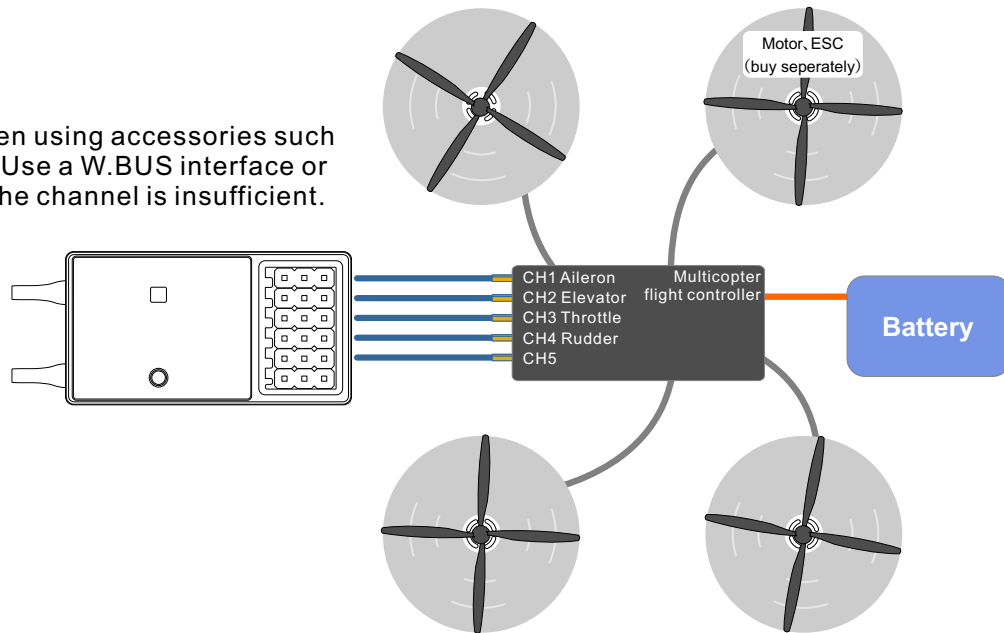 Motor、ESC
(buy seperately)
en using accessories such
Use a W.BUS interface or
he channel is insufficient.
CH1 Aileron
CH2 Elevator
CH3 Throttle
CH4 Rudder
CH5
Multicopter
flight controller
Battery